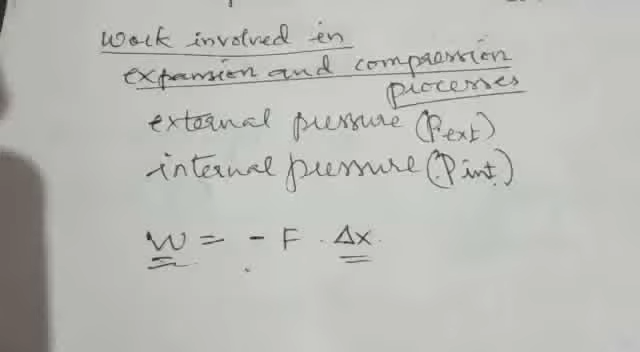 work involved in
expansion and compression
processes
external pressure (Pext)
internal pressure (Pint.)
W = - F . Δx.